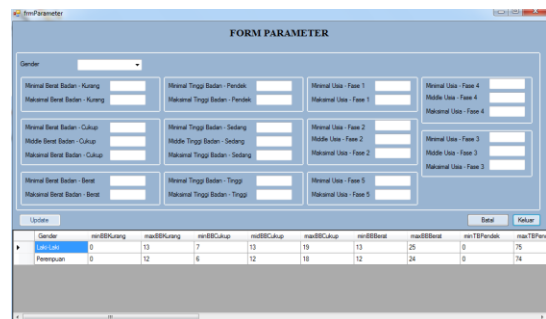 frmParameter
FORM PARAMETER
Gender
Minimal Berat Badan - Kurang
Maksimal Berat Badan - Kurang
Minimal Tinggi Badan - Pendek
Maksimal Tinggi Badan - Pendek
Minimal Usia - Fase 1
Maksimal Usia - Fase 1
Minimal Usia - Fase 4
Middle Usia - Fase 4
Maksimal Usia - Fase 4
Minimal Berat Badan - Cukup
Middle Berat Badan - Cukup
Maksimal Berat Badan - Cukup
Minimal Tinggi Badan - Sedang
Middle Tinggi Badan - Sedang
Maksimal Tinggi Badan - Sedang
Minimal Usia - Fase 2
Middle Usia - Fase 2
Maksimal Usia - Fase 2
Minimal Usia - Fase 3
Middle Usia - Fase 3
Maksimal Usia - Fase 3
Minimal Berat Badan - Berat
Maksimal Berat Badan - Berat
Minimal Tinggi Badan - Tinggi
Maksimal Tinggi Badan - Tinggi
Minimal Usia - Fase 5
Maksimal Usia - Fase 5
Update Batal Keluar
Gender minBBKurang maxBBKurang minBBCukup midBBCukup maxBBCukup minBBBerat maxBBBerat minTBPendek maxTBPen
Laki-Laki 0 13 7 13 19 13 25 0 75
Perempuan 0 12 6 12 18 12 24 0 74